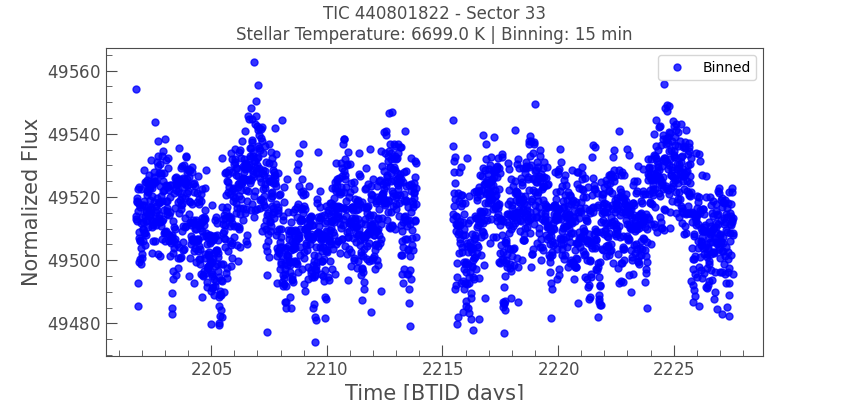 TIC 440801822 - Sector 33
Stellar Temperature: 6699.0 K | Binning: 15 min
Binned
Normalized Flux
49560
49540
49520
49500
49480
2205 2210 2215 2220 2225
Time [BTJD days]